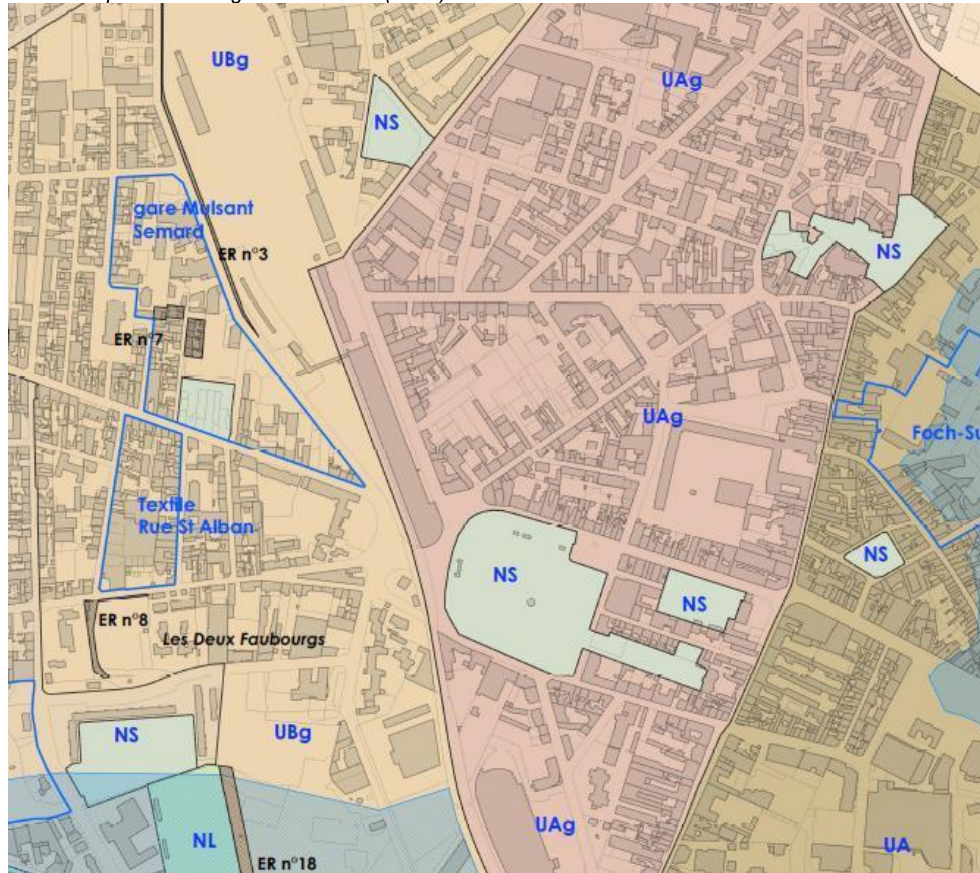 UBg
UAg
NS
gare Mulsant
Semard
ER n°3
NS
ER n°7
UAg
Foch-Su
Textile
Rue St Alban
NS
NS
NS
ER n°8
Les Deux Faubourgs
NS
UBg
UAg
UA
NL
ER n°18